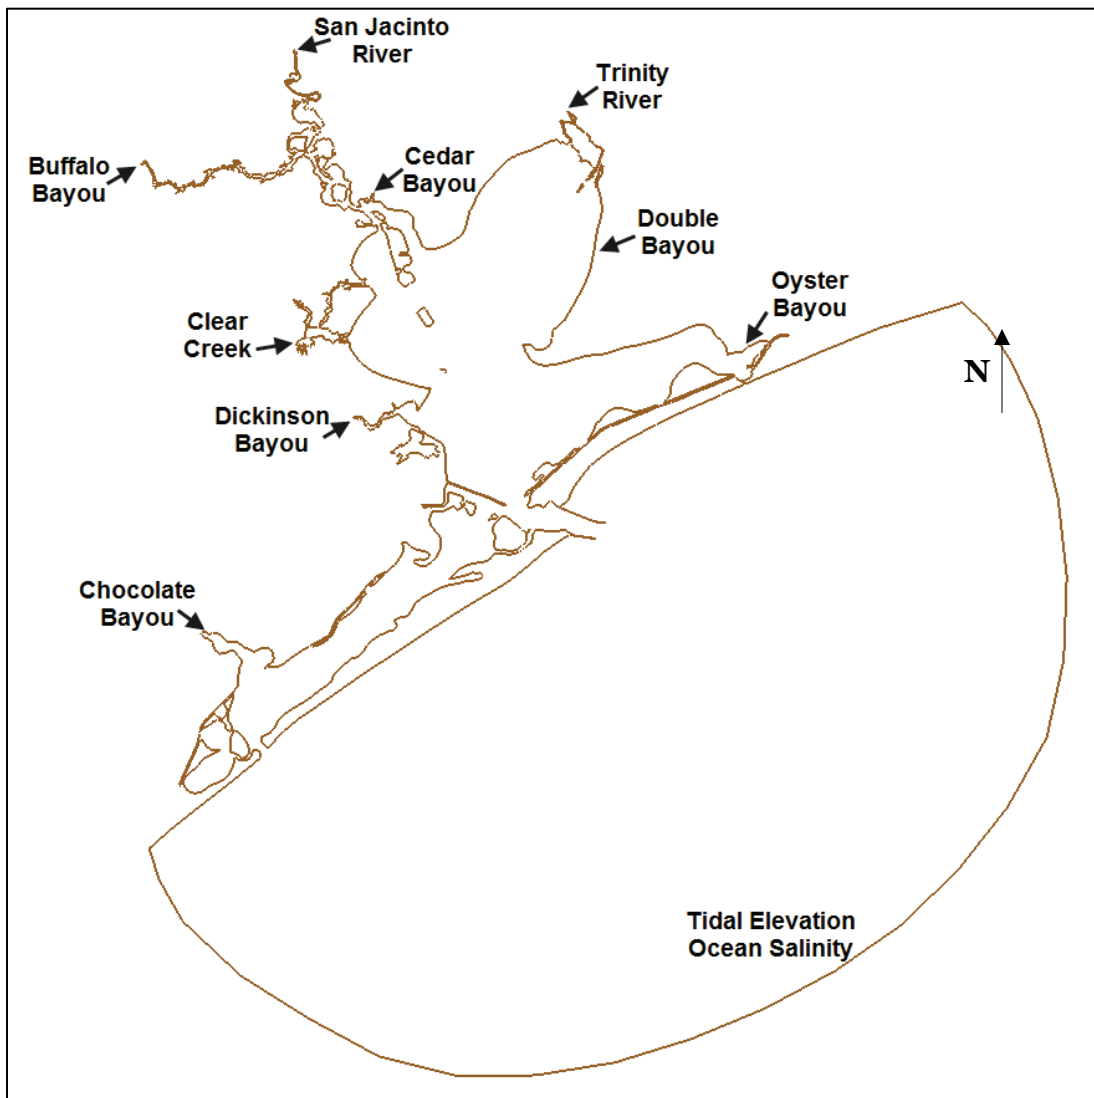 San Jacinto
River
Trinity
River
Buffalo
Bayou
Cedar
Bayou
Double
Bayou
Oyster
Bayou
Clear
Creek
N
Dickinson
Bayou
Chocolate
Bayou
Tidal Elevation
Ocean Salinity